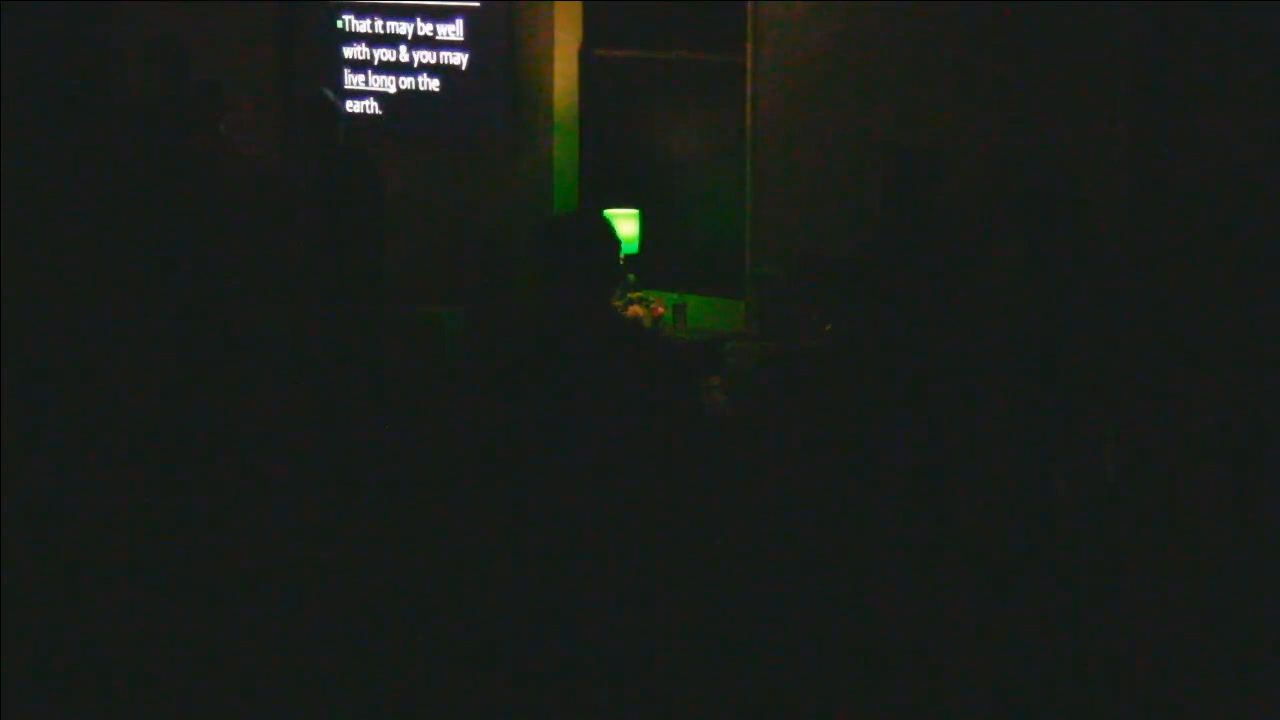 ▪That it may be well
with you & you may
live long on the
earth.